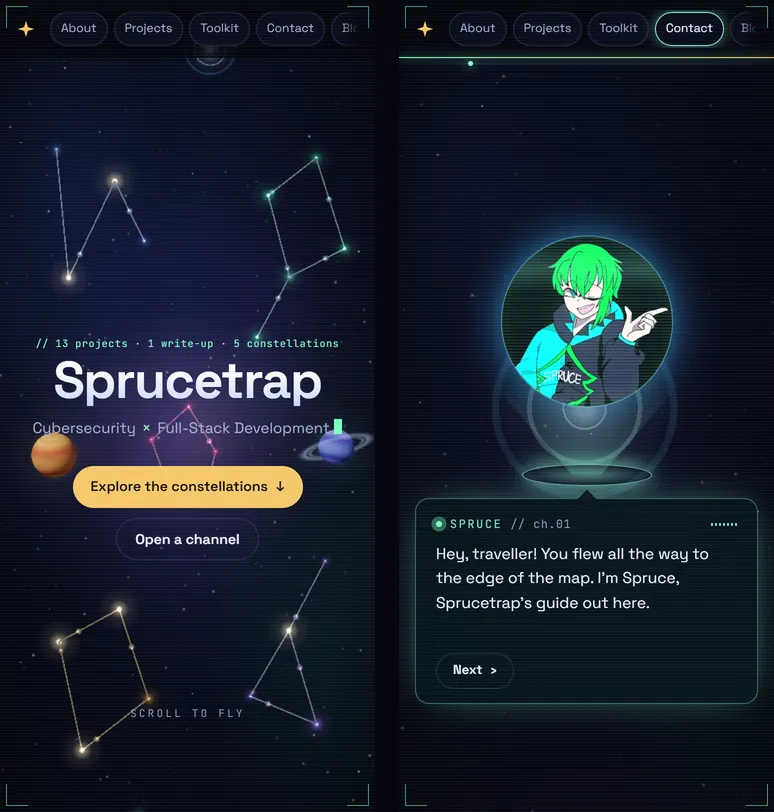 About
Projects
Toolkit
Contact
// 13 projects · 1 write-up · 5 constellations
Sprucetrap
Cybersecurity × Full-Stack Development
Explore the constellations ↓
Open a channel
SCROLL TO FLY
About
Projects
Toolkit
Contact
SPRUCE
SPRUCE // ch.01
Hey, traveller! You flew all the way to
the edge of the map. I'm Spruce,
Sprucetrap's guide out here.
Next >